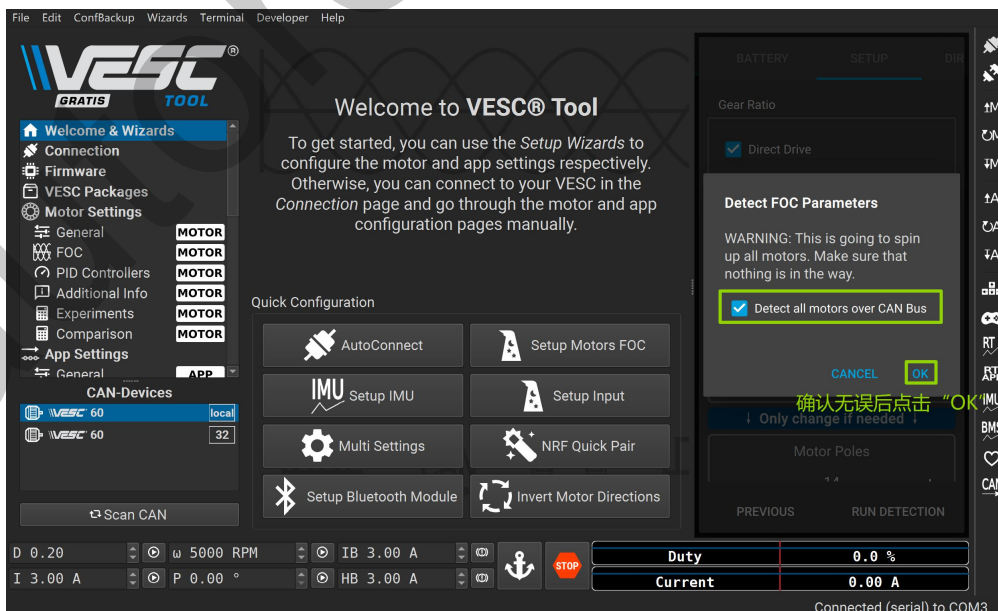 File Edit ConfBackup Wizards Terminal Developer Help
VESC®
GRATIS TOOL
Welcome & Wizards
Connection
Firmware
VESC Packages
Motor Settings
General MOTOR
FOC MOTOR
PID Controllers MOTOR
Additional Info MOTOR
Experiments MOTOR
Comparison MOTOR
App Settings
General APP
CAN-Devices
VESC 60 local
VESC 60 32
Scan CAN
Welcome to VESC® Tool
To get started, you can use the Setup Wizards to
configure the motor and app settings respectively.
Otherwise, you can connect to your VESC in the
Connection page and go through the motor and app
configuration pages manually.
Quick Configuration
AutoConnect
Setup Motors FOC
IMU Setup IMU
Setup Input
Multi Settings
NRF Quick Pair
Setup Bluetooth Module
Invert Motor Directions
BATTERY SETUP DIR
Gear Ratio
Direct Drive
Detect FOC Parameters
WARNING: This is going to spin
up all motors. Make sure that
nothing is in the way.
Detect all motors over CAN Bus
CANCEL OK
确认无误后点击“OK”
↓ Only change if needed ↓
Motor Poles
14
PREVIOUS RUN DETECTION
RT
RT
APP
IMU
BMS
CAN
D 0.20 ω 5000 RPM IB 3.00 A
I 3.00 A P 0.00 ° HB 3.00 A
STOP
Duty 0.0 %
Current 0.00 A
Connected (serial) to COM3